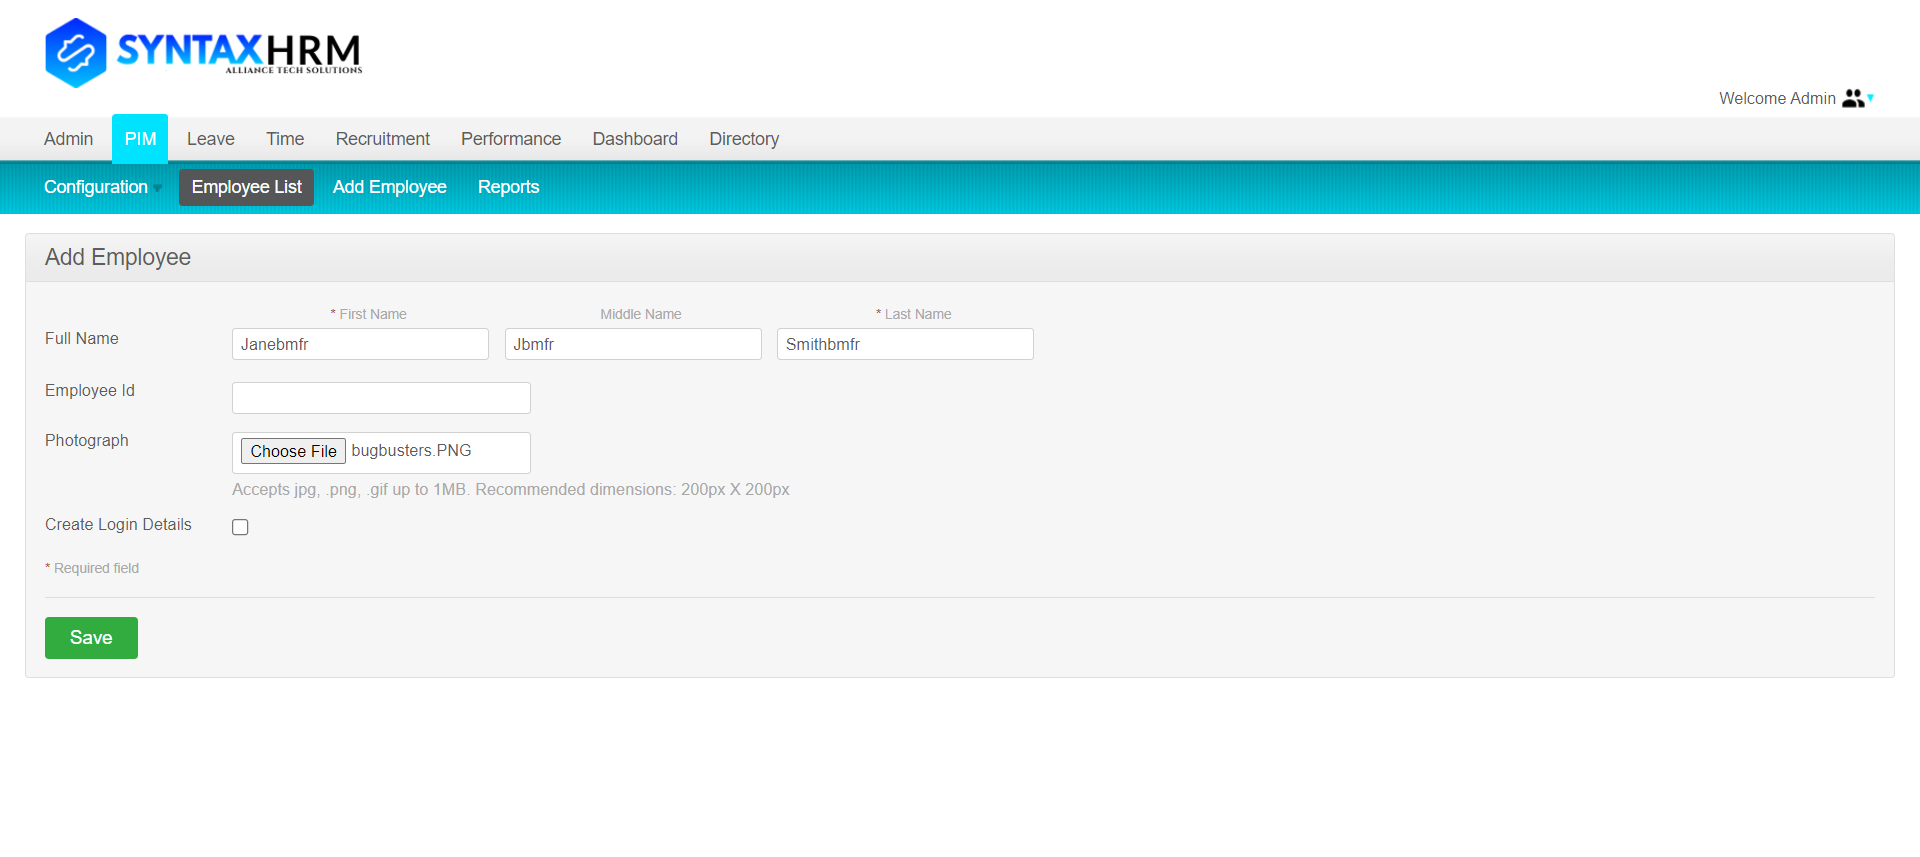 SYNTAXHRM
ALLIANCE TECH SOLUTIONS
Welcome Admin
Admin PIM Leave Time Recruitment Performance Dashboard Directory
Configuration Employee List Add Employee Reports
Add Employee
* First Name Middle Name * Last Name
Full Name Janebmfr Jbmfr Smithbmfr
Employee Id
Photograph Choose File bugbusters.PNG
Accepts jpg, .png, .gif up to 1MB. Recommended dimensions: 200px X 200px
Create Login Details
* Required field
Save